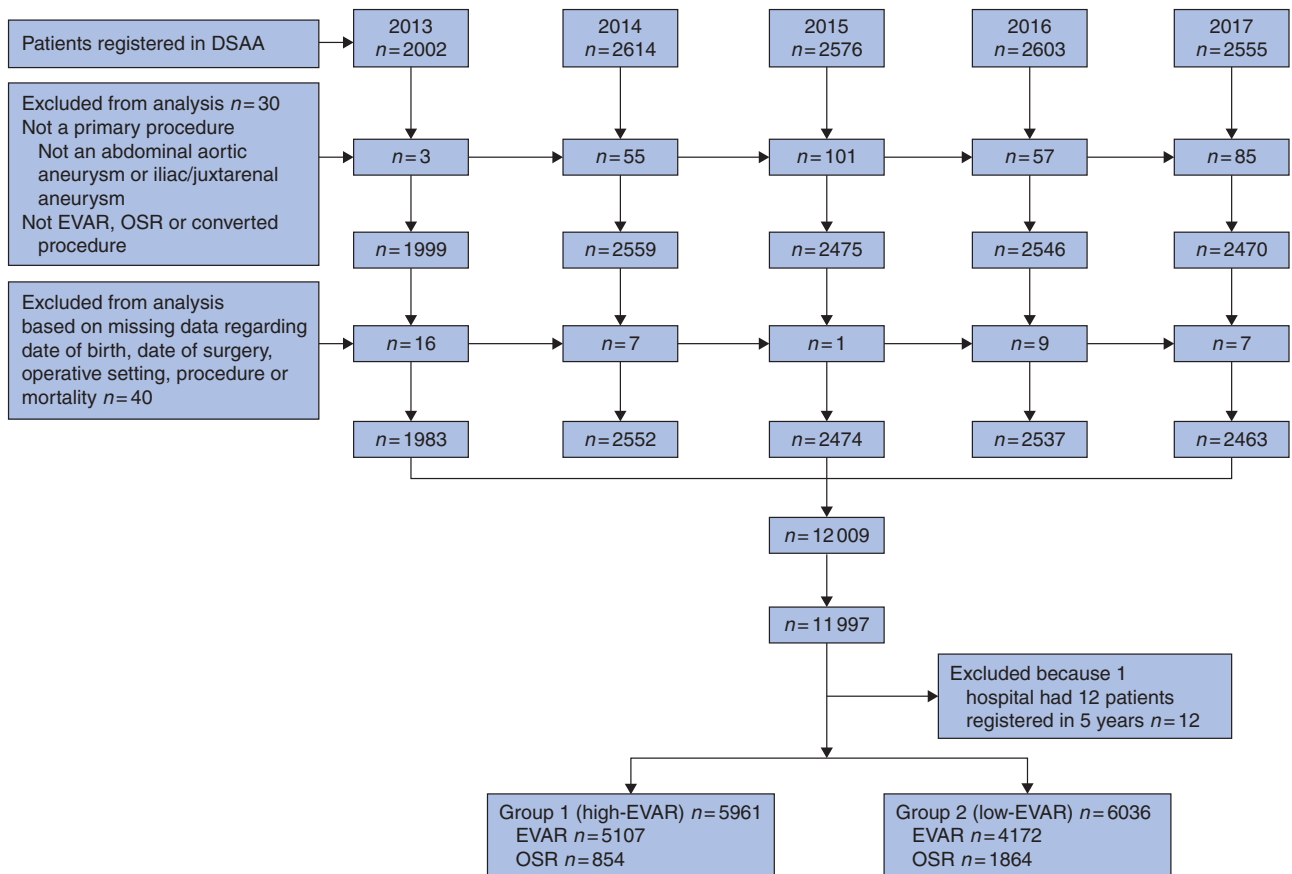 Patients registered in DSAA
2013
n=2002
2014
n=2614
2015
n=2576
2016
n=2603
2017
n=2555
Excluded from analysis n=30
Not a primary procedure
Not an abdominal aortic
aneurysm or iliac/juxtarenal
aneurysm
Not EVAR, OSR or converted
procedure
n=3
n=55
n=101
n=57
n=85
n=1999
n=2559
n=2475
n=2546
n=2470
Excluded from analysis
based on missing data regarding
date of birth, date of surgery,
operative setting, procedure or
mortality n=40
n=16
n=7
n=1
n=9
n=7
n=1983
n=2552
n=2474
n=2537
n=2463
n=12 009
n=11 997
Excluded because 1
hospital had 12 patients
registered in 5 years n=12
Group 1 (high-EVAR) n=5961
EVAR n=5107
OSR n=854
Group 2 (low-EVAR) n=6036
EVAR n=4172
OSR n=1864